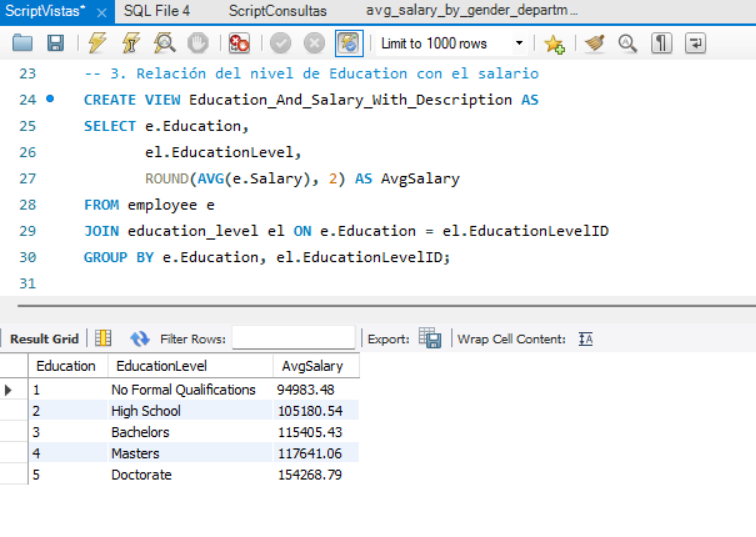 ScriptVistas* SQL File 4 ScriptConsultas avg_salary_by_gender_departm...
Limit to 1000 rows
23 -- 3. Relación del nivel de Education con el salario
24 CREATE VIEW Education_And_Salary_With_Description AS
25 SELECT e.Education,
26 el.EducationLevel,
27 ROUND(AVG(e.Salary), 2) AS AvgSalary
28 FROM employee e
29 JOIN education_level el ON e.Education = el.EducationLevelID
30 GROUP BY e.Education, el.EducationLevelID;
31
Result Grid Filter Rows: Export: Wrap Cell Content:
Education EducationLevel AvgSalary
1 No Formal Qualifications 94983.48
2 High School 105180.54
3 Bachelors 115405.43
4 Masters 117641.06
5 Doctorate 154268.79